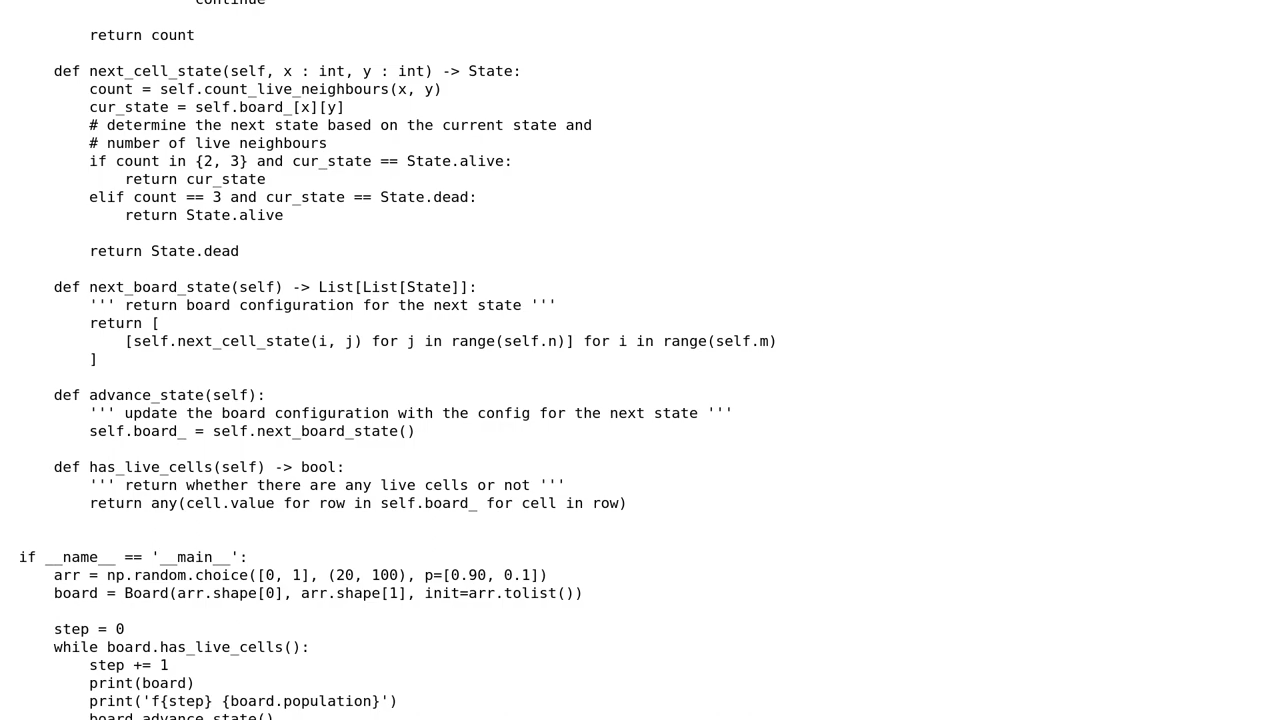 continue

        return count

    def next_cell_state(self, x : int, y : int) -> State:
        count = self.count_live_neighbours(x, y)
        cur_state = self.board_[x][y]
        # determine the next state based on the current state and
        # number of live neighbours
        if count in {2, 3} and cur_state == State.alive:
            return cur_state
        elif count == 3 and cur_state == State.dead:
            return State.alive

        return State.dead

    def next_board_state(self) -> List[List[State]]:
        ''' return board configuration for the next state '''
        return [
            [self.next_cell_state(i, j) for j in range(self.n)] for i in range(self.m)
        ]

    def advance_state(self):
        ''' update the board configuration with the config for the next state '''
        self.board_ = self.next_board_state()

    def has_live_cells(self) -> bool:
        ''' return whether there are any live cells or not '''
        return any(cell.value for row in self.board_ for cell in row)


if __name__ == '__main__':
    arr = np.random.choice([0, 1], (20, 100), p=[0.90, 0.1])
    board = Board(arr.shape[0], arr.shape[1], init=arr.tolist())

    step = 0
    while board.has_live_cells():
        step += 1
        print(board)
        print('f{step} {board.population}')
        board.advance_state()